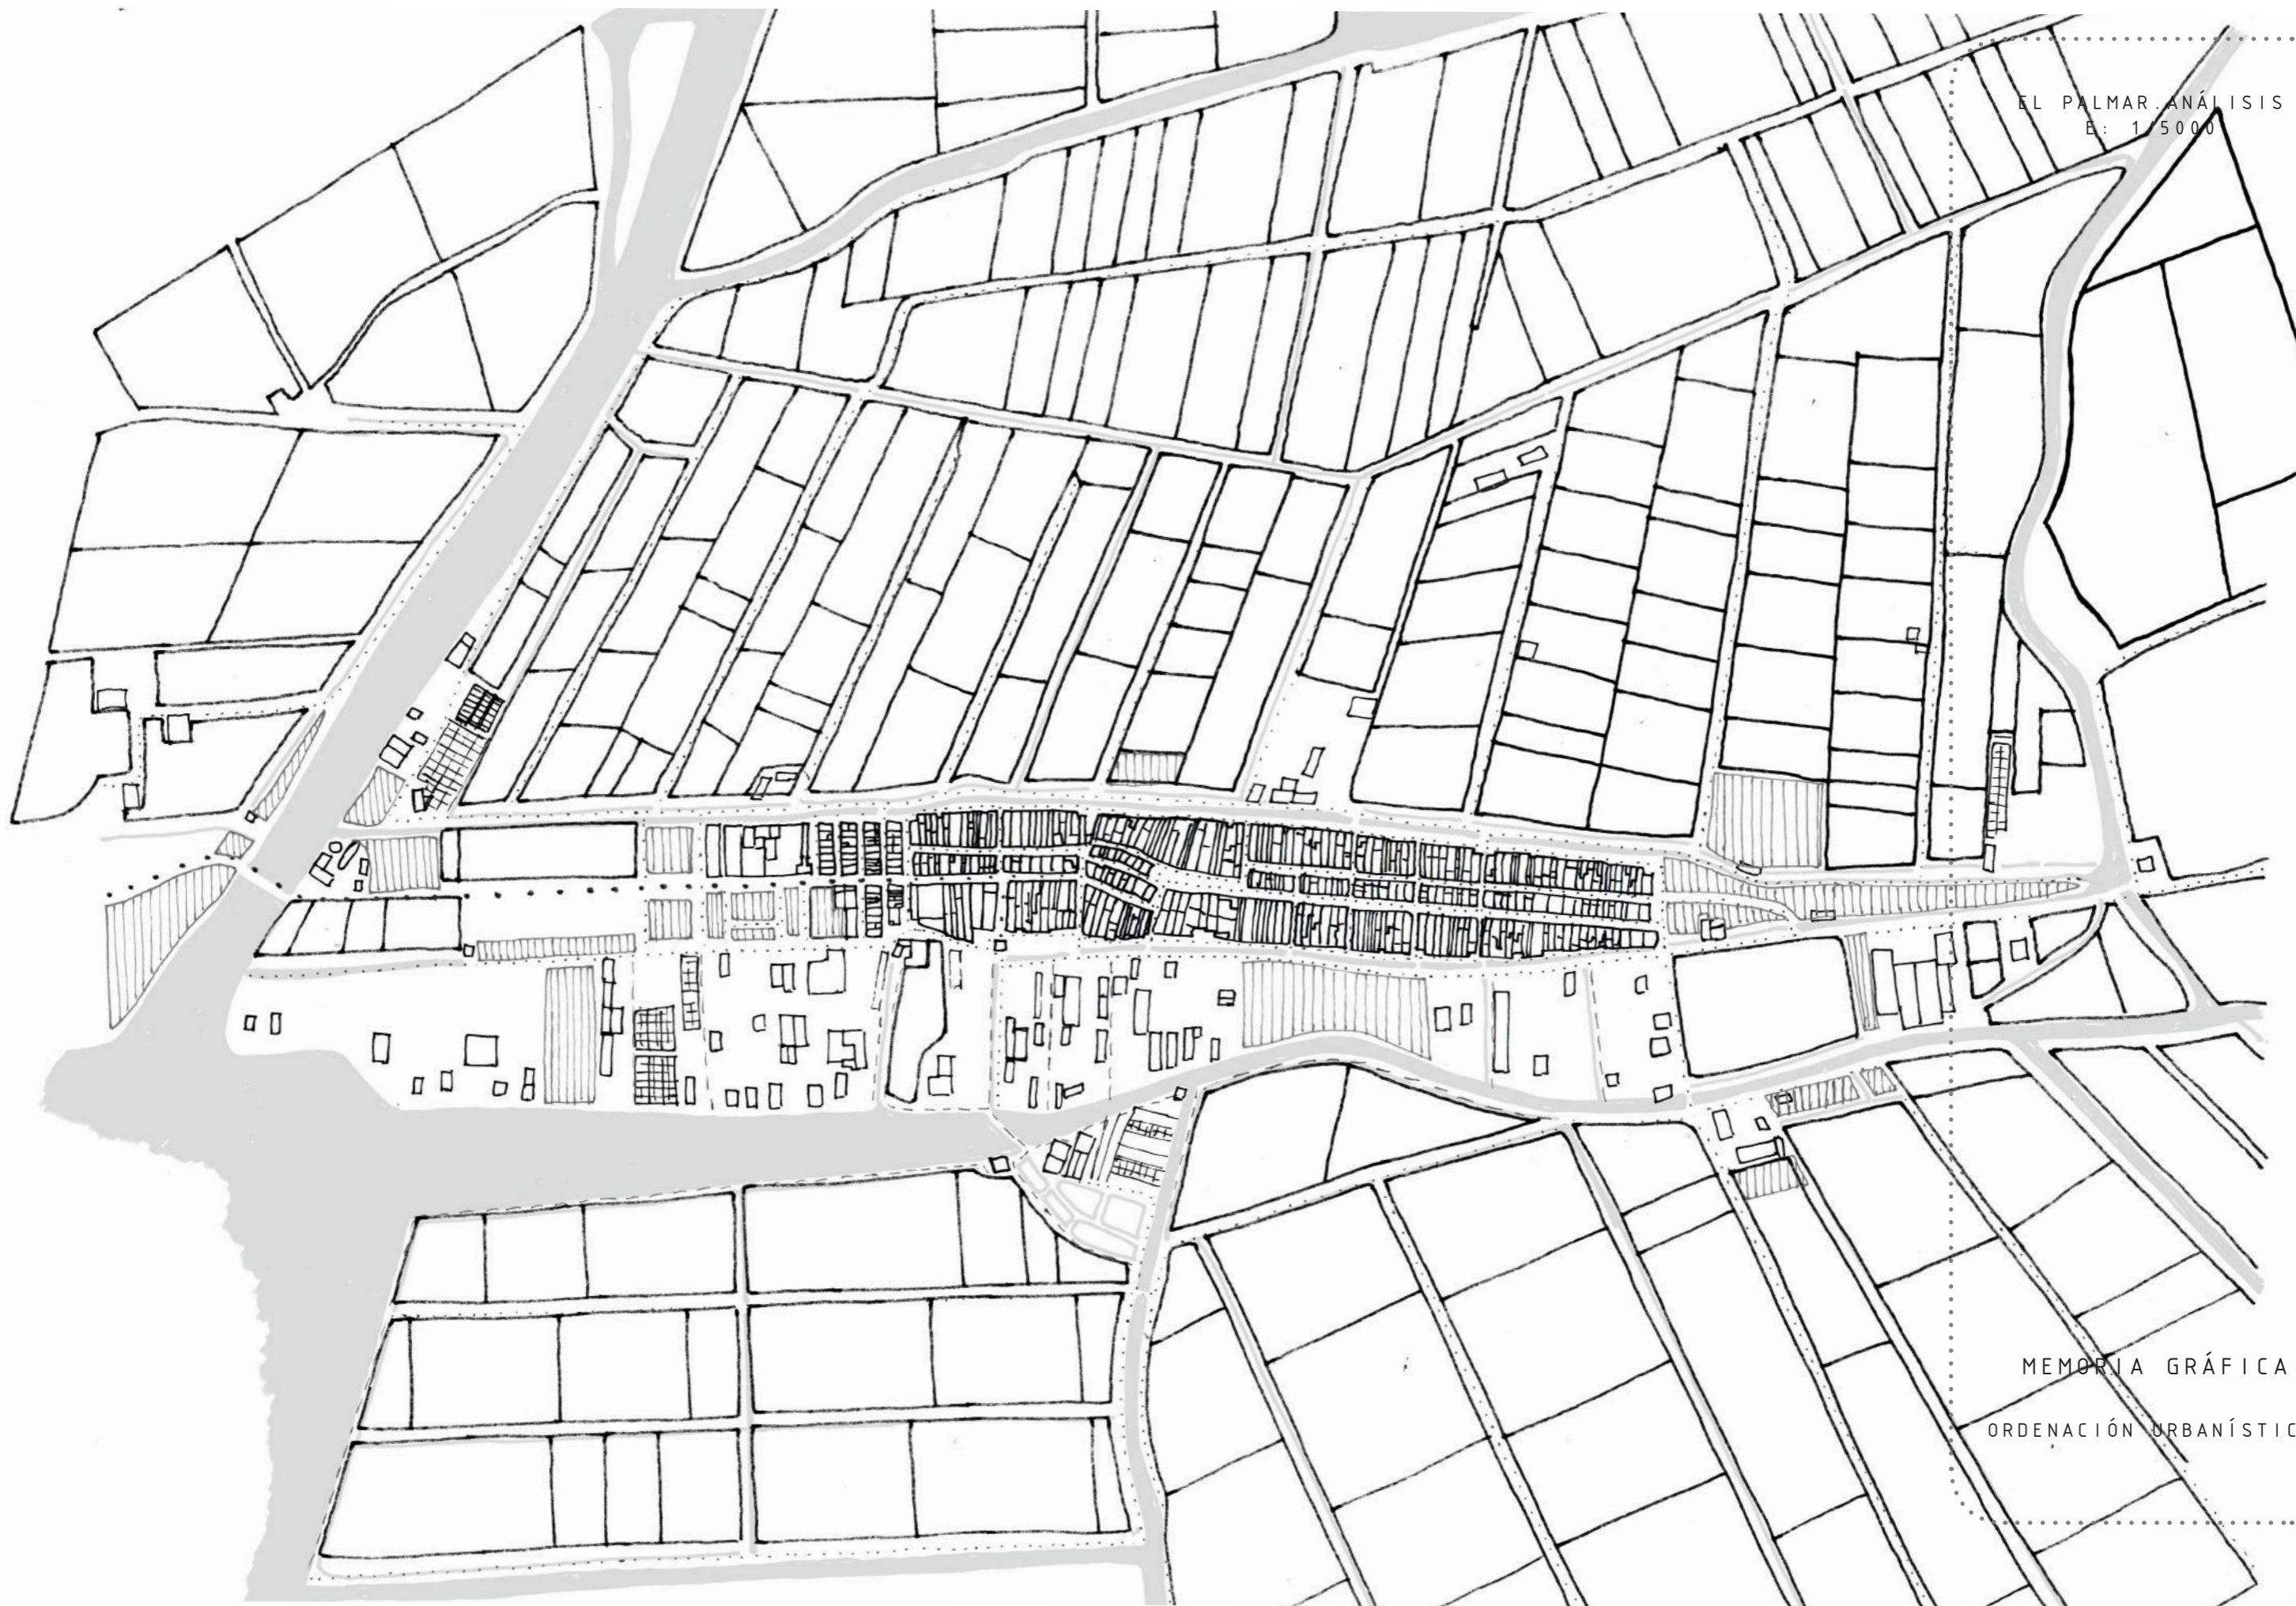 EL PALMAR.ANÁLISIS
E: 1/5000
MEMORIA GRÁFICA
ORDENACIÓN URBANÍSTIC